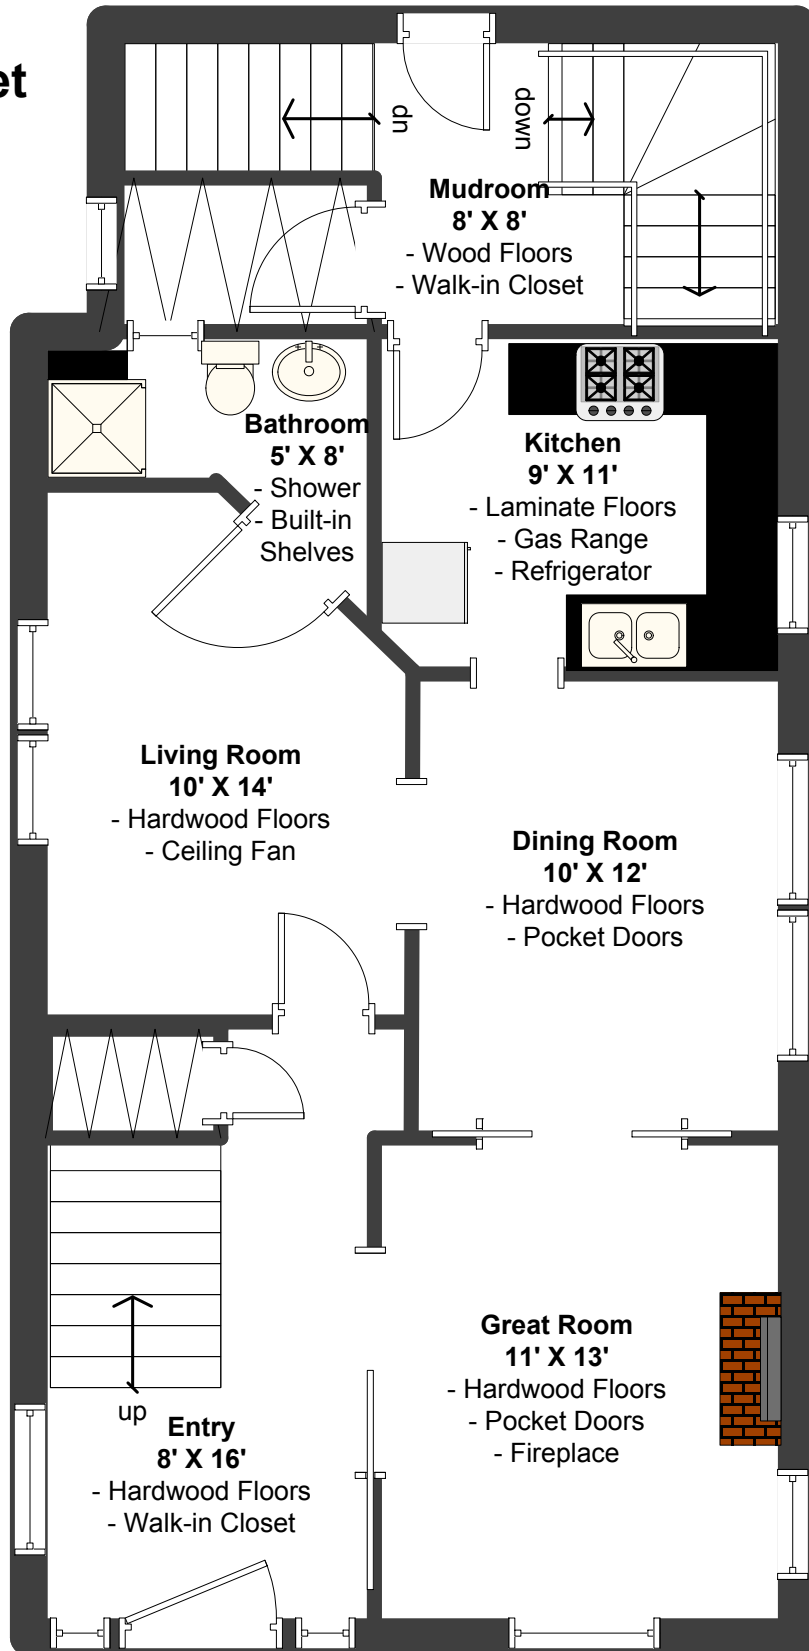 et
up
down
Mudroom
8' X 8'
- Wood Floors
- Walk-in Closet
Bathroom
5' X 8'
- Shower
- Built-in
Shelves
Kitchen
9' X 11'
- Laminate Floors
- Gas Range
- Refrigerator
Living Room
10' X 14'
- Hardwood Floors
- Ceiling Fan
Dining Room
10' X 12'
- Hardwood Floors
- Pocket Doors
Great Room
11' X 13'
- Hardwood Floors
- Pocket Doors
- Fireplace
up
Entry
8' X 16'
- Hardwood Floors
- Walk-in Closet